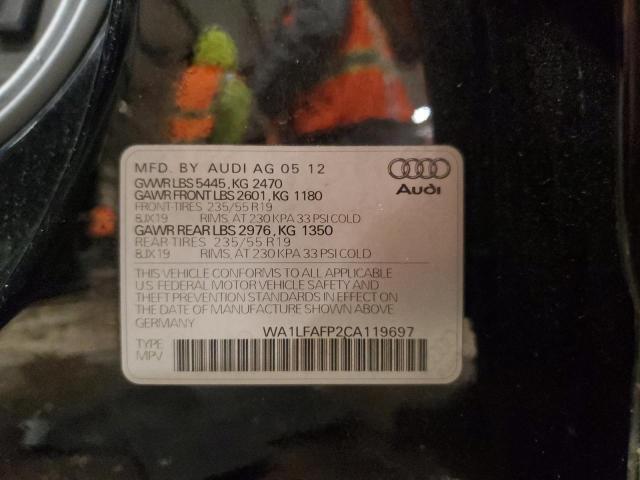 MFD. BY AUDI AG 05 12
GVWR LBS 5445, KG 2470
GAWR FRONT LBS 2601, KG 1180
FRONT-TIRES 235/55 R19
8JX19 RIMS, AT 230 KPA 33 PSI COLD
GAWR REAR LBS 2976, KG 1350
REAR-TIRES 235/55 R19
8JX19 RIMS, AT 230 KPA 33 PSI COLD
Audi
THIS VEHICLE CONFORMS TO ALL APPLICABLE
U.S. FEDERAL MOTOR VEHICLE SAFETY AND
THEFT PREVENTION STANDARDS IN EFFECT ON
THE DATE OF MANUFACTURE SHOWN ABOVE.
GERMANY WA1LFAFP2CA119697
TYPE
MPV